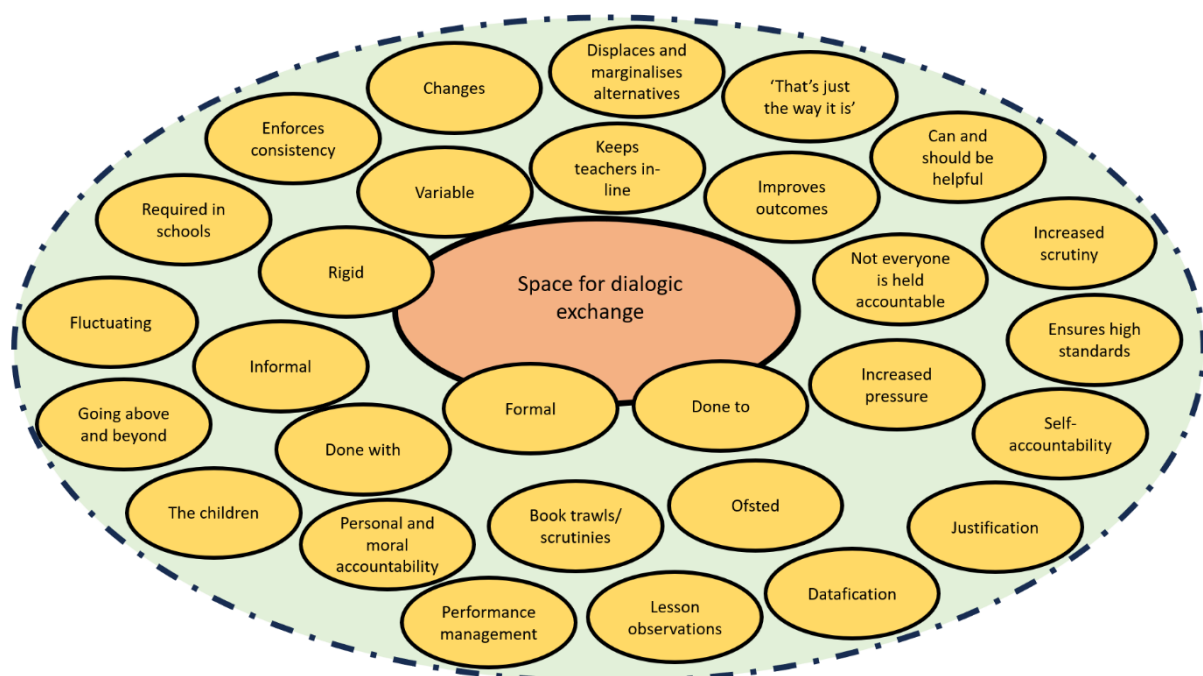 Displaces and
marginalises
alternatives
Changes
‘That’s just
the way it is’
Enforces
consistency
Keeps
teachers in-
line
Can and
should be
helpful
Variable
Improves
outcomes
Required in
schools
Increased
scrutiny
Rigid
Space for dialogic
exchange
Not everyone
is held
accountable
Fluctuating
Ensures high
standards
Informal
Increased
pressure
Going above
and beyond
Formal
Done to
Self-
accountability
Done with
The children
Personal and
moral
accountability
Book trawls/
scrutinies
Ofsted
Justification
Performance
management
Lesson
observations
Datafication